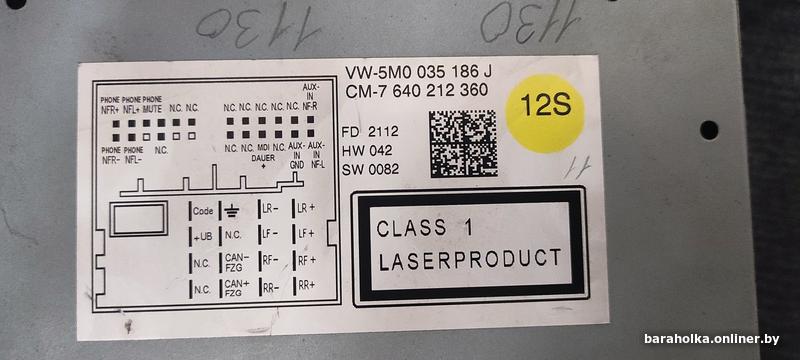 1130
1130
VW-5M0 035 186 J
CM-7 640 212 360
12S
FD 2112
HW 042
SW 0082
11
AUX-
IN
NF-R
PHONE PHONE PHONE
NFR+ NFL+ MUTE N.C. N.C.
N.C. N.C. N.C. N.C.
PHONE PHONE N.C.
NFR- NFL-
N.C. N.C. MDI N.C. AUX- AUX-
DAUER IN IN
+ GND NF-L
Code LR- LR+
+UB N.C. LF- LF+
N.C. CAN- RF- RF+
FZG
N.C. CAN+ RR- RR+
FZG
CLASS 1
LASERPRODUCT
baraholka.onliner.by